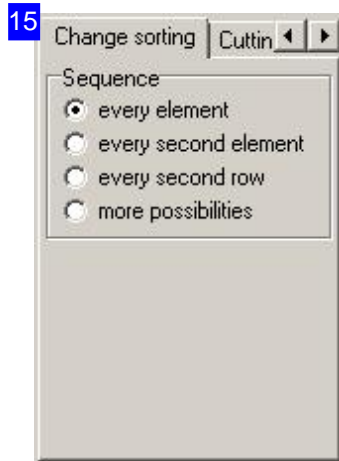 15
Change sorting Cuttin
Sequence
every element
every second element
every second row
more possibilities